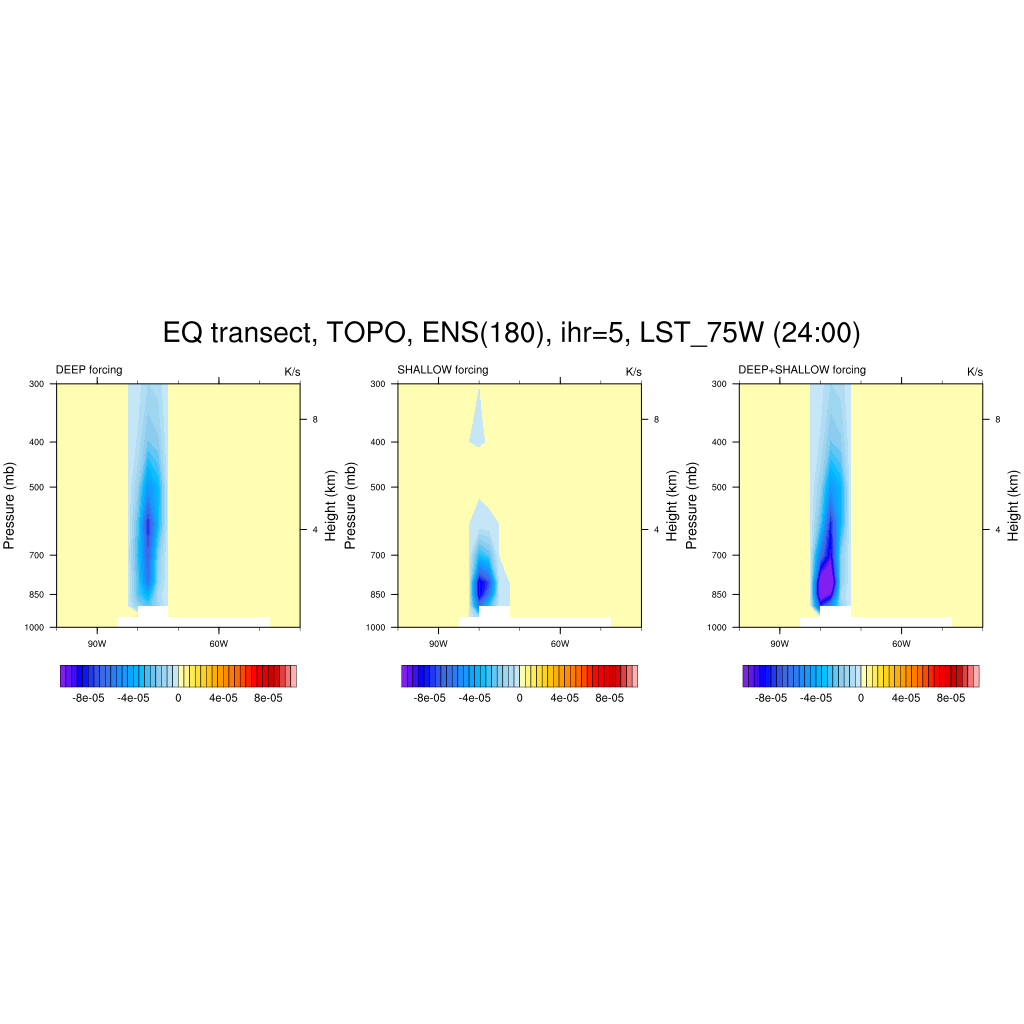 EQ transect, TOPO, ENS(180), ihr=5, LST_75W (24:00)
DEEP forcing K/s
Pressure (mb)
300
400
500
700
850
1000
8
4
Height (km)
90W 60W
-8e-05 -4e-05 0 4e-05 8e-05
SHALLOW forcing K/s
Pressure (mb)
300
400
500
700
850
1000
8
4
Height (km)
90W 60W
-8e-05 -4e-05 0 4e-05 8e-05
DEEP+SHALLOW forcing K/s
Pressure (mb)
300
400
500
700
850
1000
8
4
Height (km)
90W 60W
-8e-05 -4e-05 0 4e-05 8e-05